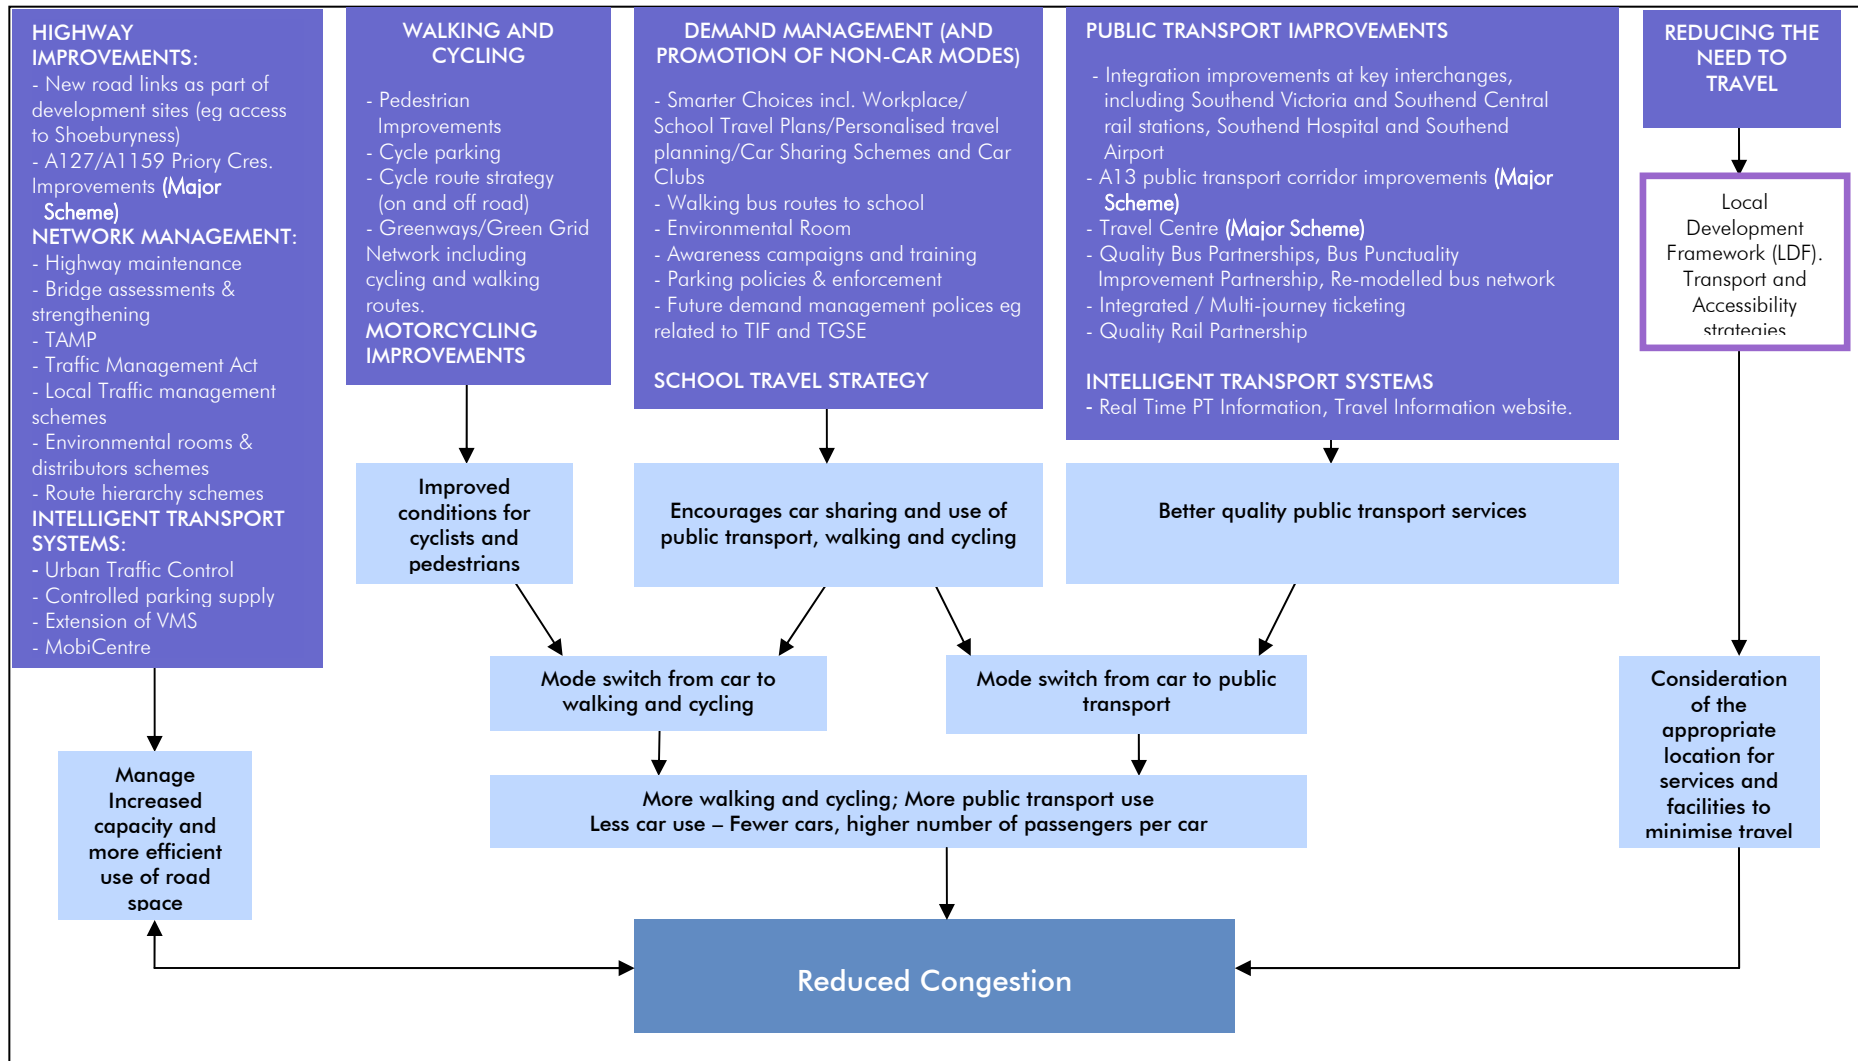 HIGHWAY
IMPROVEMENTS:
- New road links as part of
development sites (eg access
to Shoeburyness)
- A127/A1159 Priory Cres.
Improvements (Major
Scheme)
NETWORK MANAGEMENT:
- Highway maintenance
- Bridge assessments &
strengthening
- TAMP
- Traffic Management Act
- Local Traffic management
schemes
- Environmental rooms &
distributors schemes
- Route hierarchy schemes
INTELLIGENT TRANSPORT
SYSTEMS:
- Urban Traffic Control
- Controlled parking supply
- Extension of VMS
- MobiCentre
WALKING AND
CYCLING
- Pedestrian
Improvements
- Cycle parking
- Cycle route strategy
(on and off road)
- Greenways/Green Grid
Network including
cycling and walking
routes.
MOTORCYCLING
IMPROVEMENTS
DEMAND MANAGEMENT (AND
PROMOTION OF NON-CAR MODES)
- Smarter Choices incl. Workplace/
School Travel Plans/Personalised travel
planning/Car Sharing Schemes and Car
Clubs
- Walking bus routes to school
- Environmental Room
- Awareness campaigns and training
- Parking policies & enforcement
- Future demand management polices eg
related to TIF and TGSE
SCHOOL TRAVEL STRATEGY
PUBLIC TRANSPORT IMPROVEMENTS
- Integration improvements at key interchanges,
including Southend Victoria and Southend Central
rail stations, Southend Hospital and Southend
Airport
- A13 public transport corridor improvements (Major
Scheme)
- Travel Centre (Major Scheme)
- Quality Bus Partnerships, Bus Punctuality
Improvement Partnership, Re-modelled bus network
- Integrated / Multi-journey ticketing
- Quality Rail Partnership
INTELLIGENT TRANSPORT SYSTEMS
- Real Time PT Information, Travel Information website.
REDUCING THE
NEED TO
TRAVEL
Local
Development
Framework (LDF).
Transport and
Accessibility
strategies
Improved
conditions for
cyclists and
pedestrians
Encourages car sharing and use of
public transport, walking and cycling
Better quality public transport services
Mode switch from car to
walking and cycling
Mode switch from car to public
transport
Consideration
of the
appropriate
location for
services and
facilities to
minimise travel
Manage
Increased
capacity and
more efficient
use of road
space
More walking and cycling; More public transport use
Less car use – Fewer cars, higher number of passengers per car
Reduced Congestion